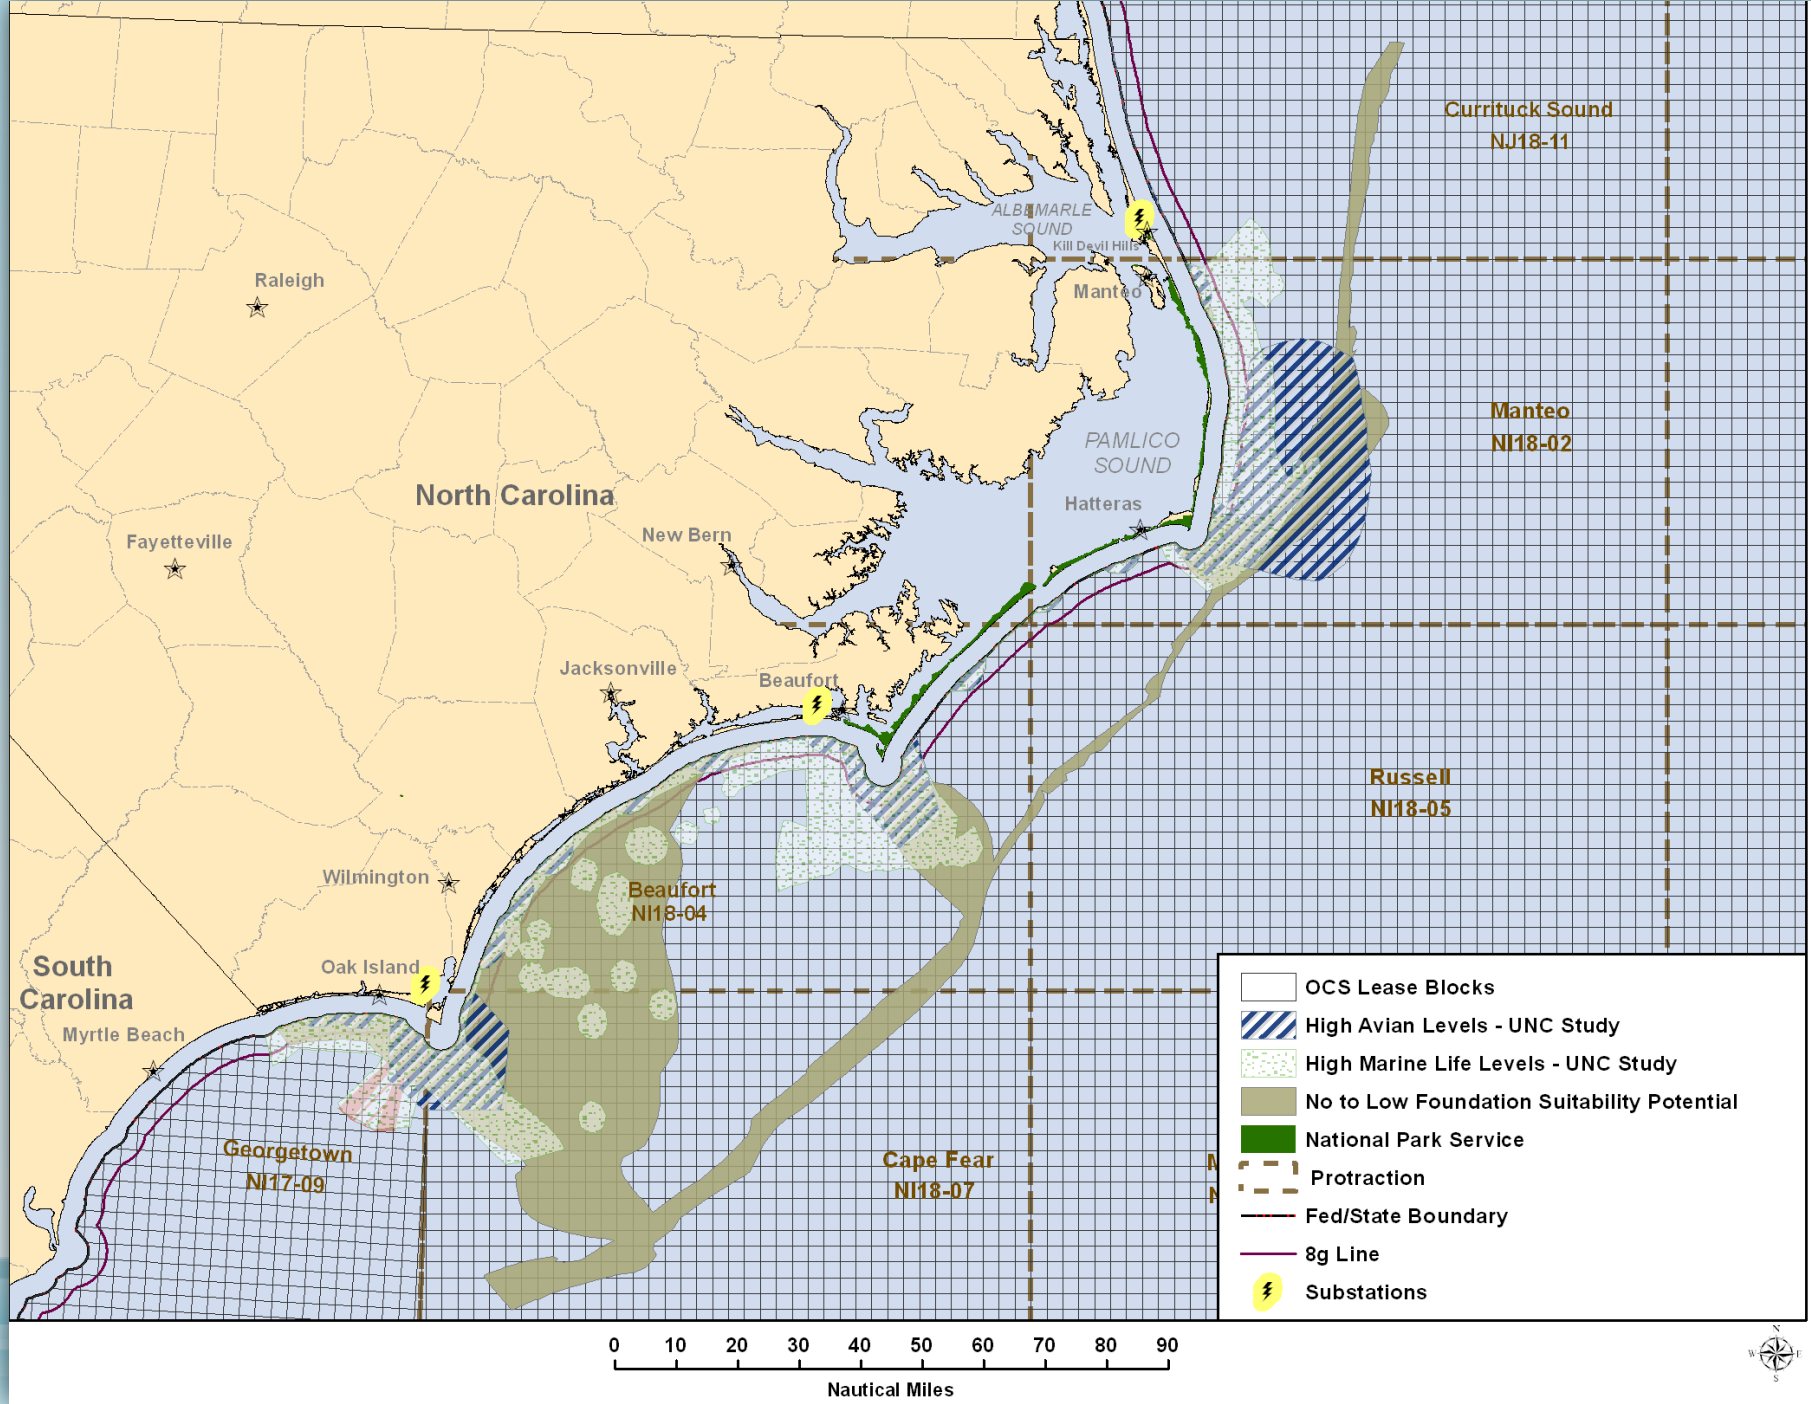 Currituck Sound
NJ18-11
ALBEMARLE
SOUND
Kill Devil Hills
Raleigh
Manteo
Manteo
NI18-02
PAMLICO
SOUND
North Carolina
Hatteras
New Bern
Fayetteville
Jacksonville
Beaufort
Russell
NI18-05
Wilmington
Beaufort
NI18-04
South
Carolina
Oak Island
Myrtle Beach
Georgetown
NI17-09
Cape Fear
NI18-07
OCS Lease Blocks
High Avian Levels - UNC Study
High Marine Life Levels - UNC Study
No to Low Foundation Suitability Potential
National Park Service
Protraction
Fed/State Boundary
8g Line
Substations
0 10 20 30 40 50 60 70 80 90
Nautical Miles
N
W E
S